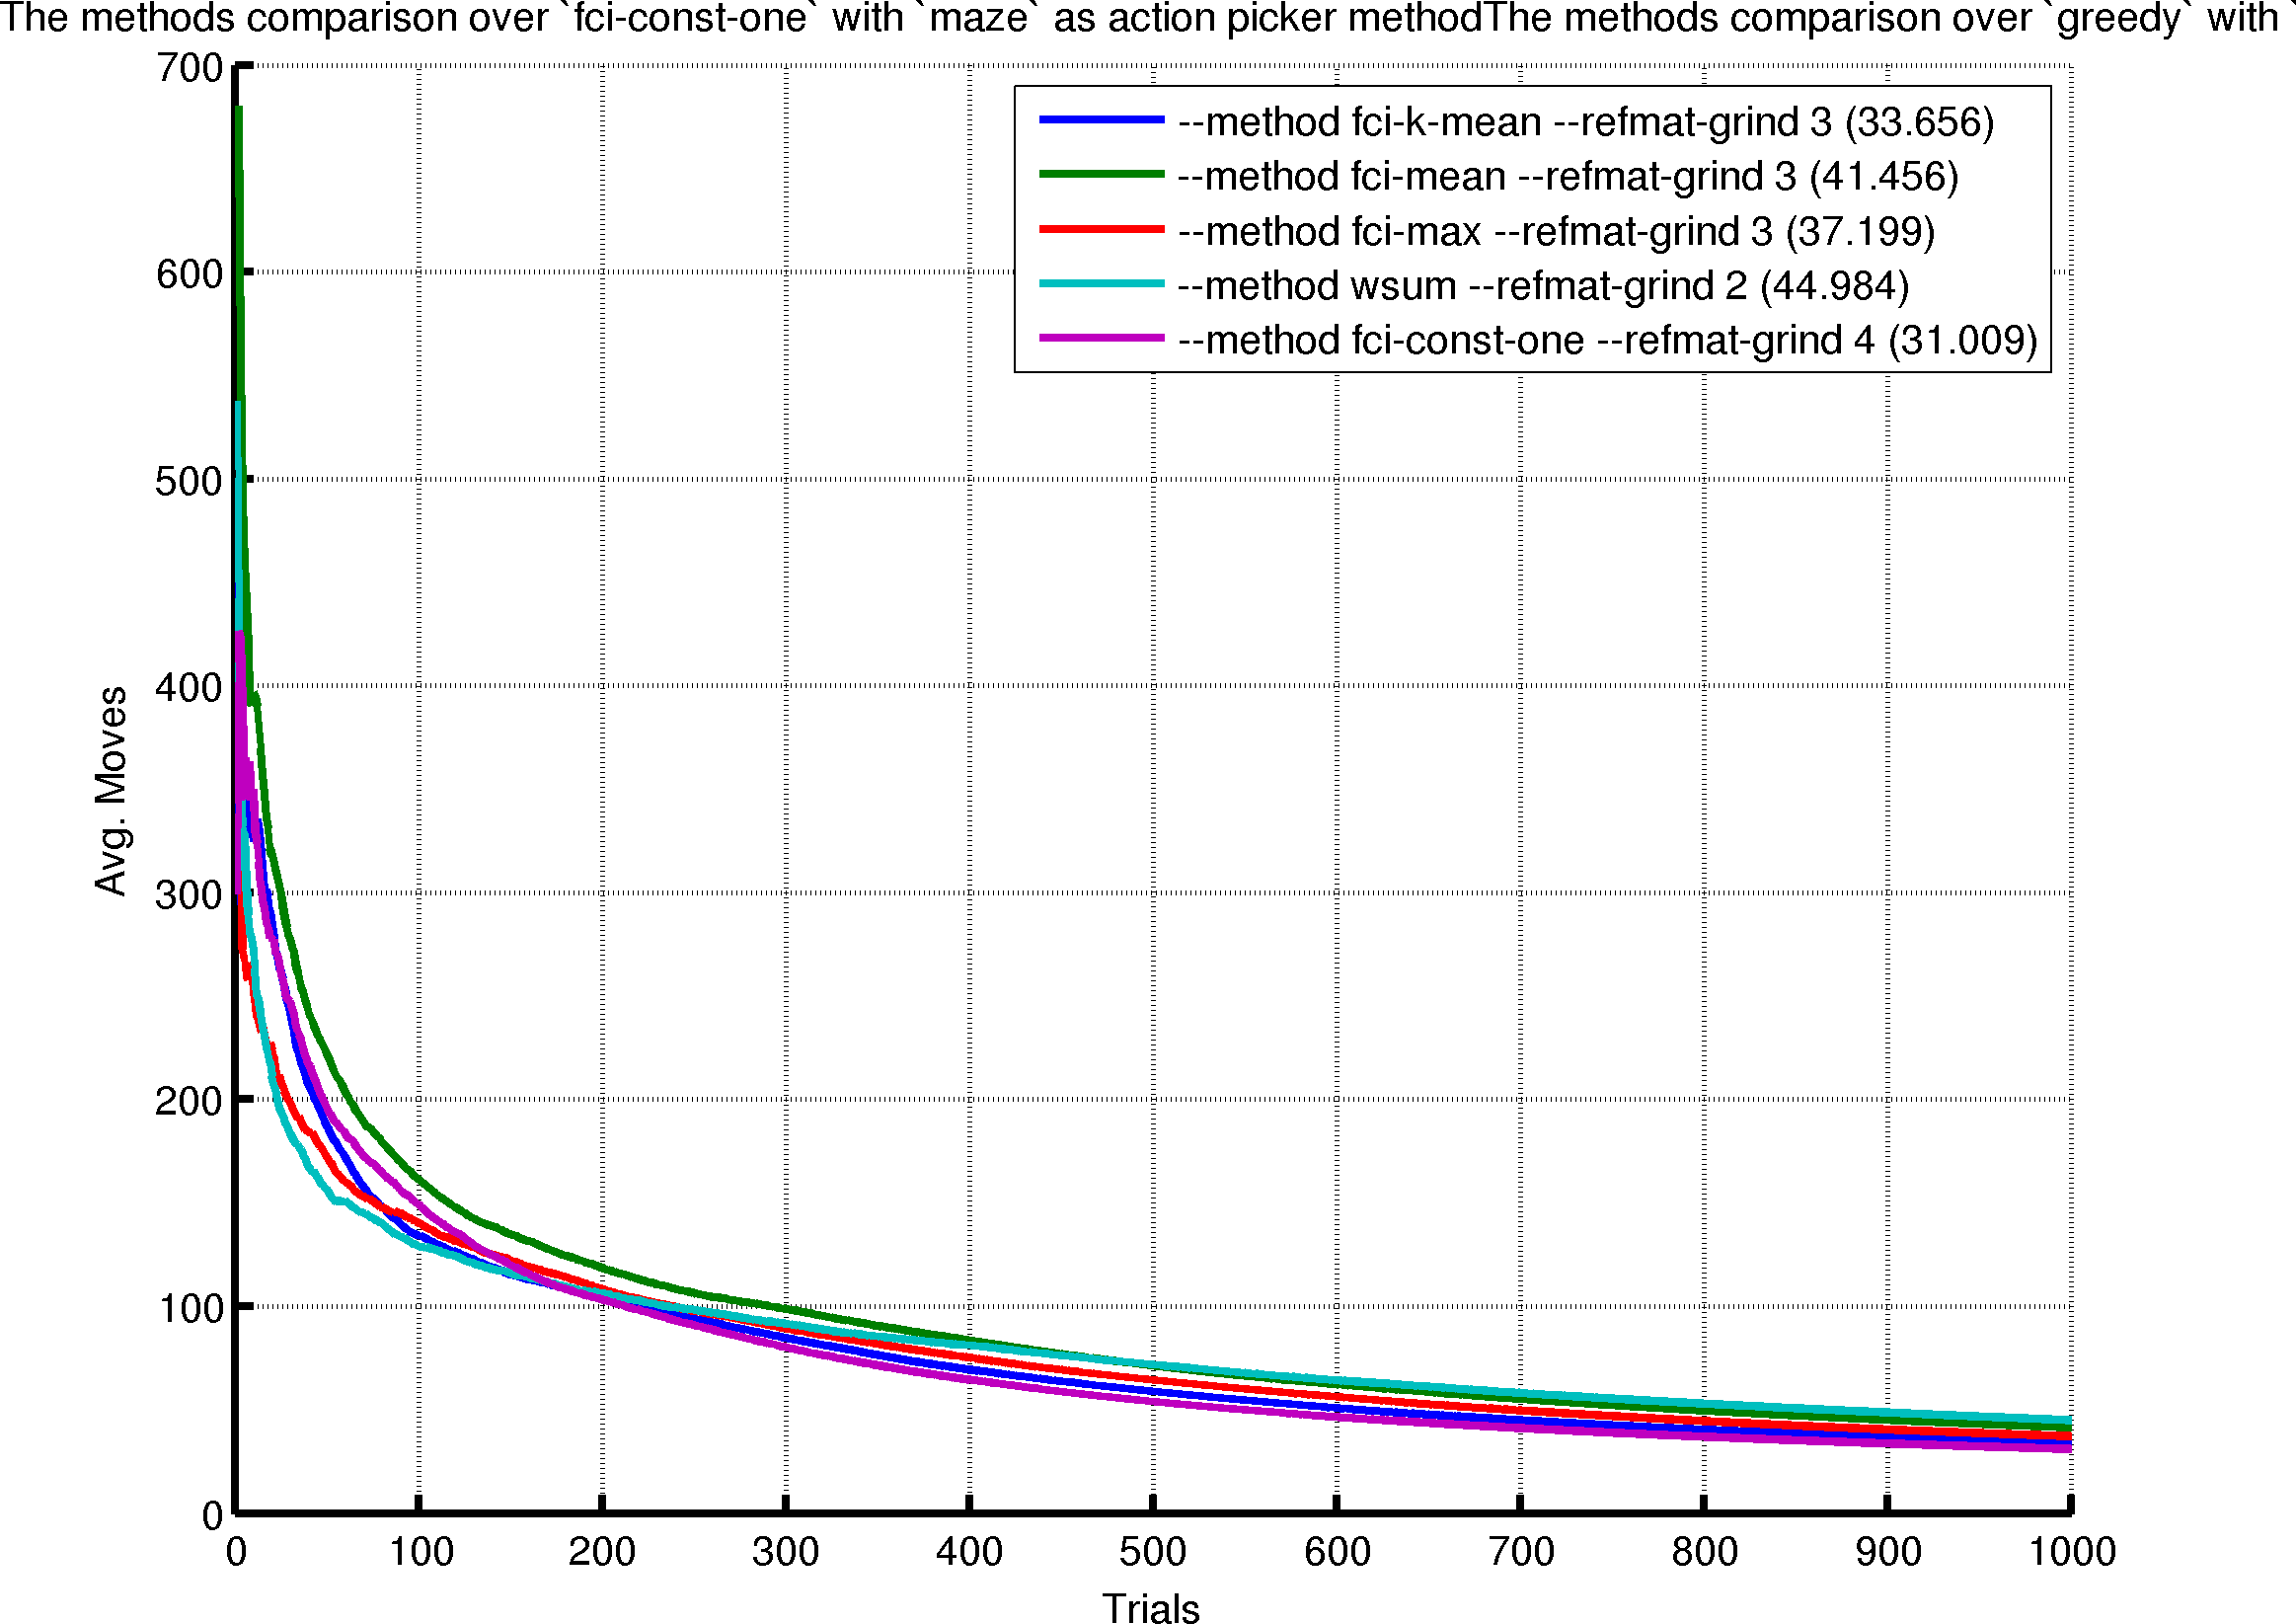 The methods comparison over `fci-const-one` with `maze` as action picker methodThe methods comparison over `greedy` with `
700
600
500
400
300
200
100
0
--method fci-k-mean --refmat-grind 3 (33.656)
--method fci-mean --refmat-grind 3 (41.456)
--method fci-max --refmat-grind 3 (37.199)
--method wsum --refmat-grind 2 (44.984)
--method fci-const-one --refmat-grind 4 (31.009)
Avg. Moves
0 100 200 300 400 500 600 700 800 900 1000
Trials